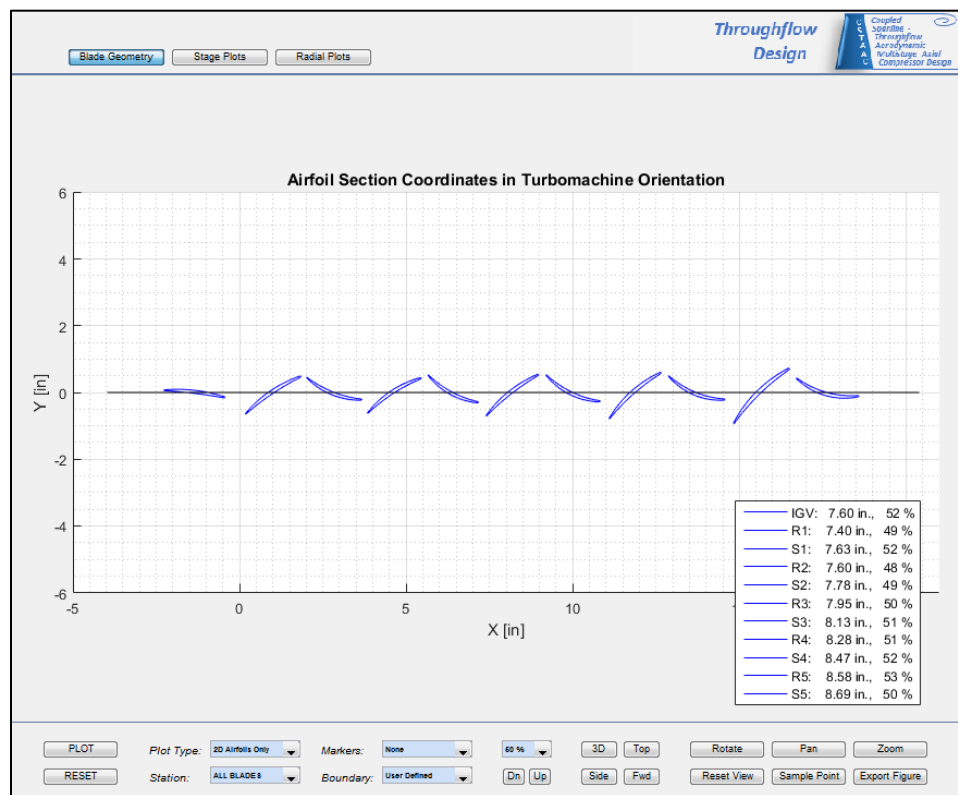 Blade Geometry Stage Plots Radial Plots
Throughflow
Design
Coupled
Throughflow
Aerodynamic
Multistage Axial
Compressor Design
Airfoil Section Coordinates in Turbomachine Orientation
6
4
2
0
-2
-4
-6
Y [in]
-5 0 5 10
X [in]
IGV: 7.60 in., 52 %
R1: 7.40 in., 49 %
S1: 7.63 in., 52 %
R2: 7.60 in., 48 %
S2: 7.78 in., 49 %
R3: 7.95 in., 50 %
S3: 8.13 in., 51 %
R4: 8.28 in., 51 %
S4: 8.47 in., 52 %
R5: 8.58 in., 53 %
S5: 8.69 in., 50 %
PLOT Plot Type: 2D Airfoils Only Markers: None 50 % 3D Top Rotate Pan Zoom
RESET Station: ALL BLADES Boundary: User Defined Dn Up Side Fwd Reset View Sample Point Export Figure